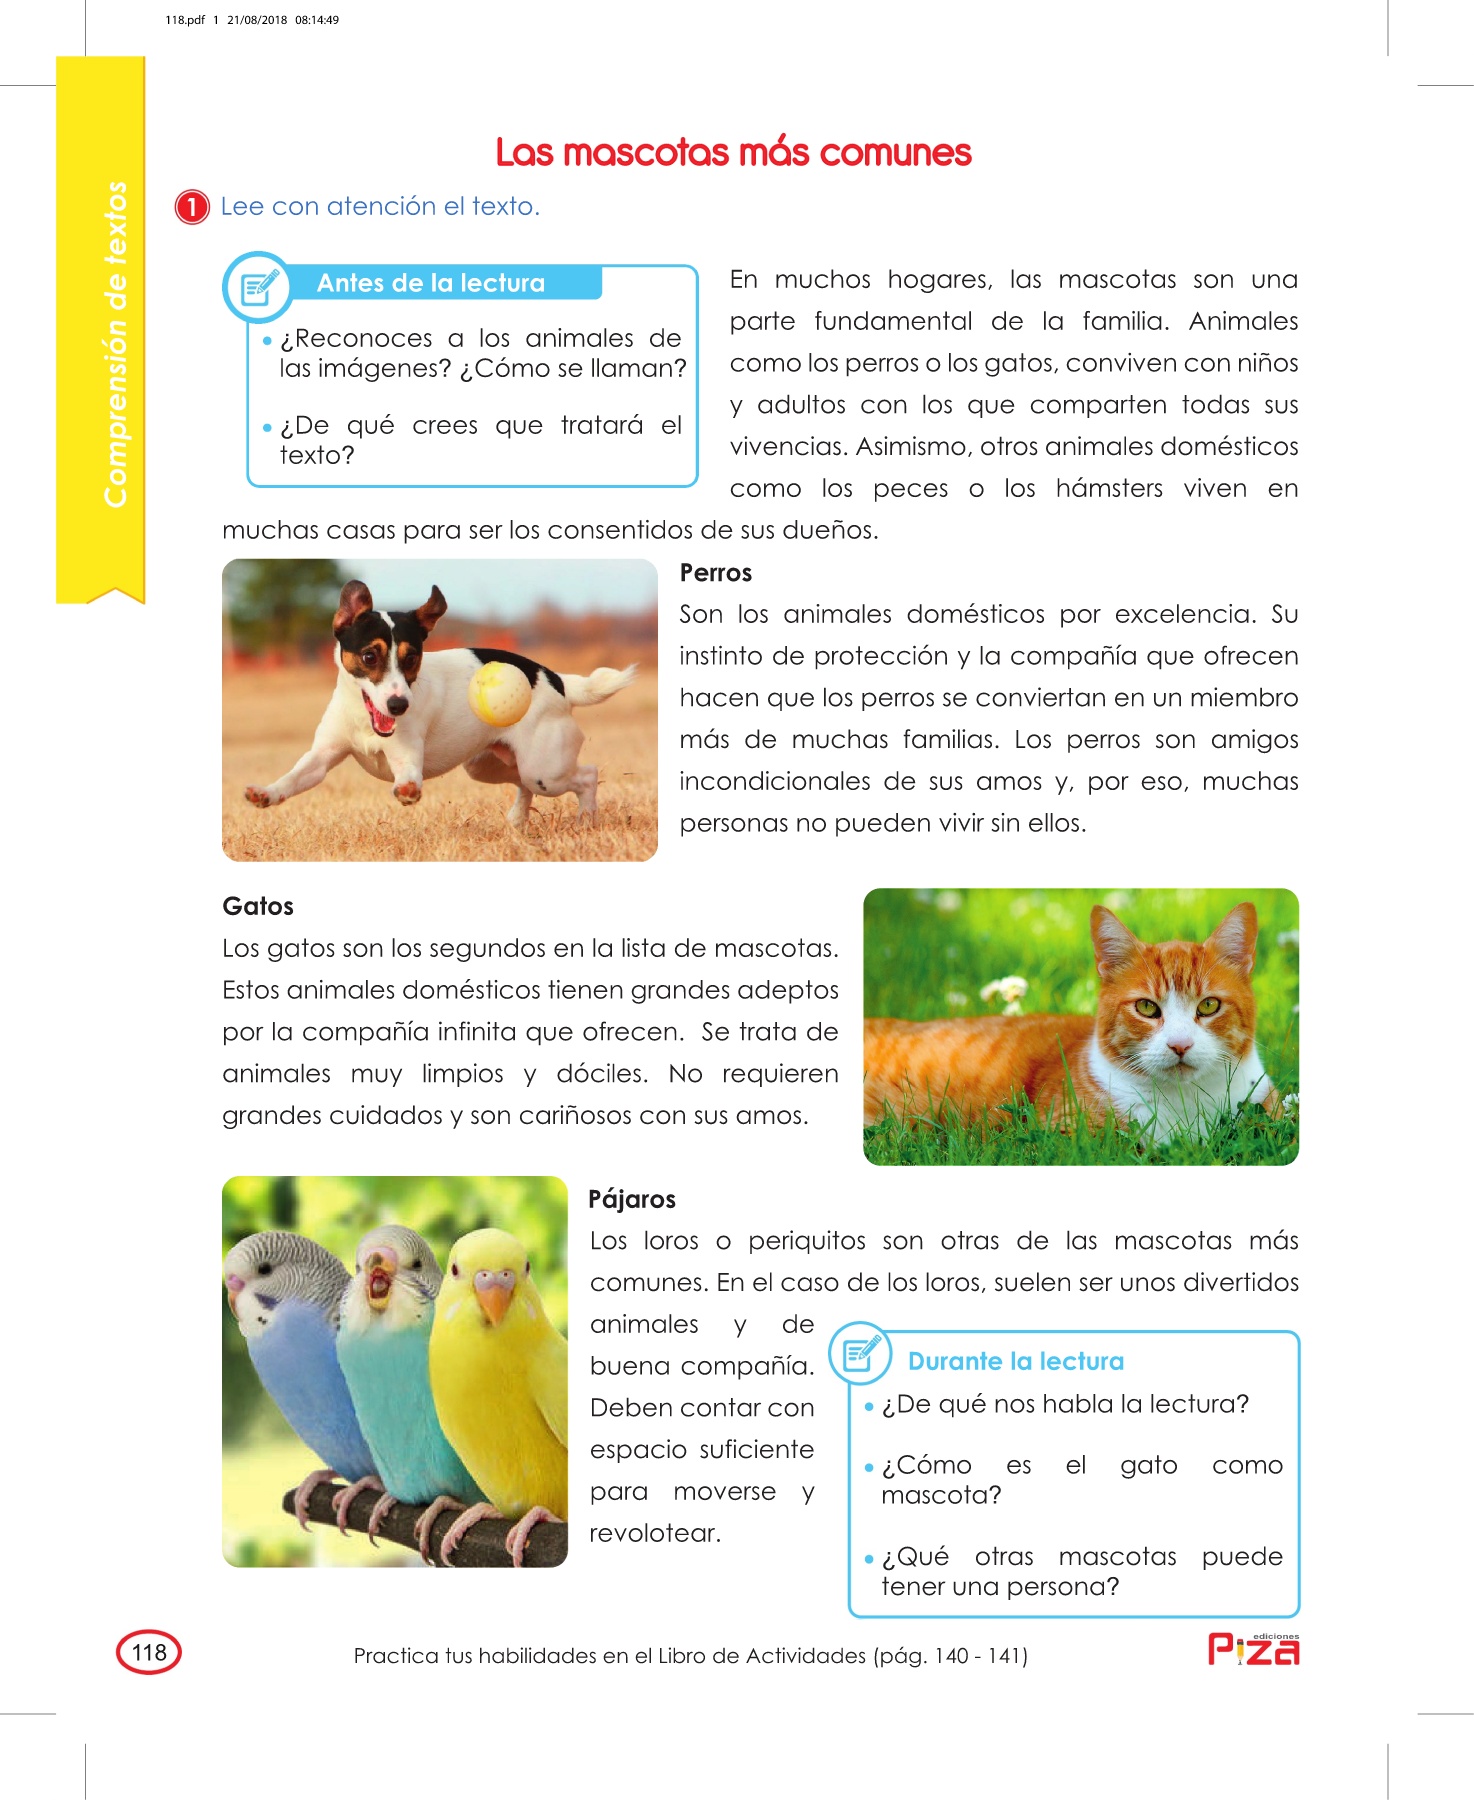 118.pdf 1 21/08/2018 08:14:49
Comprensión de textos
Las mascotas más comunes
1 Lee con atención el texto.
Antes de la lectura
• ¿Reconoces a los animales de
las imágenes? ¿Cómo se llaman?
• ¿De qué crees que tratará el
texto?
En muchos hogares, las mascotas son una
parte fundamental de la familia. Animales
como los perros o los gatos, conviven con niños
y adultos con los que comparten todas sus
vivencias. Asimismo, otros animales domésticos
como los peces o los hámsters viven en
muchas casas para ser los consentidos de sus dueños.
Perros
Son los animales domésticos por excelencia. Su
instinto de protección y la compañía que ofrecen
hacen que los perros se conviertan en un miembro
más de muchas familias. Los perros son amigos
incondicionales de sus amos y, por eso, muchas
personas no pueden vivir sin ellos.
Gatos
Los gatos son los segundos en la lista de mascotas.
Estos animales domésticos tienen grandes adeptos
por la compañía infinita que ofrecen. Se trata de
animales muy limpios y dóciles. No requieren
grandes cuidados y son cariñosos con sus amos.
Pájaros
Los loros o periquitos son otras de las mascotas más
comunes. En el caso de los loros, suelen ser unos divertidos
animales y de
buena compañía.
Deben contar con
espacio suficiente
para moverse y
revolotear.
Durante la lectura
• ¿De qué nos habla la lectura?
• ¿Cómo es el gato como
mascota?
• ¿Qué otras mascotas puede
tener una persona?
118
Practica tus habilidades en el Libro de Actividades (pág. 140 - 141)
ediciones
Piza